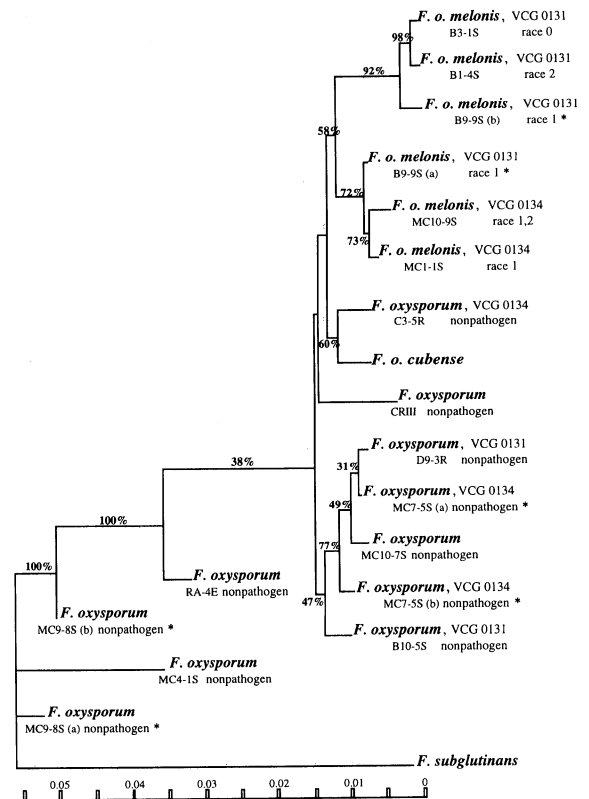 F. o. melonis, VCG 0131
B3-1S race 0
98%
F. o. melonis, VCG 0131
B1-4S race 2
92%
F. o. melonis, VCG 0131
B9-9S (b) race 1 *
58%
F. o. melonis, VCG 0131
B9-9S (a) race 1 *
72%
F. o. melonis, VCG 0134
MC10-9S race 1,2
73%
F. o. melonis, VCG 0134
MC1-1S race 1
F. oxysporum, VCG 0134
C3-5R nonpathogen
60%
F. o. cubense
F. oxysporum
CRIII nonpathogen
F. oxysporum, VCG 0131
D9-3R nonpathogen
38%
31%
F. oxysporum, VCG 0134
MC7-5S (a) nonpathogen *
49%
100%
F. oxysporum
MC10-7S nonpathogen
77%
100%
F. oxysporum
RA-4E nonpathogen
F. oxysporum, VCG 0134
MC7-5S (b) nonpathogen *
47%
F. oxysporum
MC9-8S (b) nonpathogen *
F. oxysporum, VCG 0131
B10-5S nonpathogen
F. oxysporum
MC4-1S nonpathogen
F. oxysporum
MC9-8S (a) nonpathogen *
F. subglutinans
0.05 0.04 0.03 0.02 0.01 0